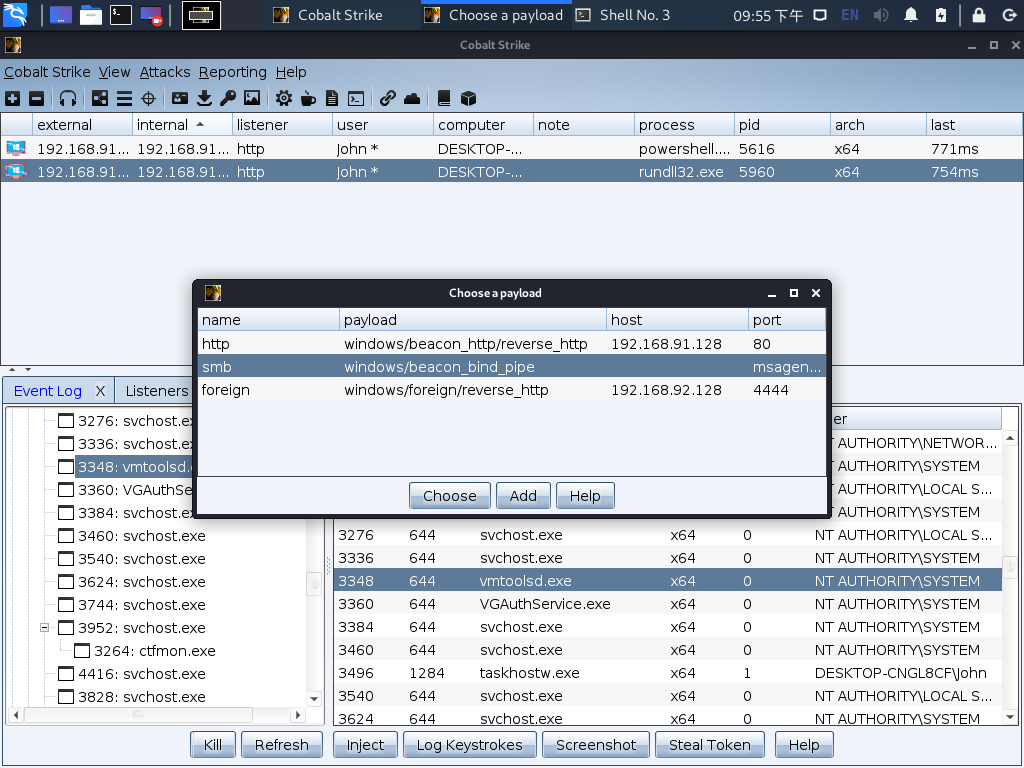 Cobalt Strike
Choose a payload
Shell No. 3
09:55 下午
EN
Cobalt Strike
Cobalt Strike View Attacks Reporting Help
external internal listener user computer note process pid arch last
192.168.91... 192.168.91... http John * DESKTOP-... powershell.... 5616 x64 771ms
192.168.91... 192.168.91... http John * DESKTOP-... rundll32.exe 5960 x64 754ms
Choose a payload
name payload host port
http windows/beacon_http/reverse_http 192.168.91.128 80
smb windows/beacon_bind_pipe msagen...
foreign windows/foreign/reverse_http 192.168.92.128 4444
Choose Add Help
Event Log X Listeners
3276: svchost.ex
3336: svchost.ex
3348: vmtoolsd.
3360: VGAuthSe
3384: svchost.ex
3460: svchost.exe
3540: svchost.exe
3624: svchost.exe
3744: svchost.exe
3952: svchost.exe
3264: ctfmon.exe
4416: svchost.exe
3828: svchost.exe
er
NT AUTHORITY\NETWOR...
NT AUTHORITY\SYSTEM
NT AUTHORITY\LOCAL S...
NT AUTHORITY\SYSTEM
3276 644 svchost.exe x64 0 NT AUTHORITY\LOCAL S...
3336 644 svchost.exe x64 0 NT AUTHORITY\SYSTEM
3348 644 vmtoolsd.exe x64 0 NT AUTHORITY\SYSTEM
3360 644 VGAuthService.exe x64 0 NT AUTHORITY\SYSTEM
3384 644 svchost.exe x64 0 NT AUTHORITY\SYSTEM
3460 644 svchost.exe x64 0 NT AUTHORITY\SYSTEM
3496 1284 taskhostw.exe x64 1 DESKTOP-CNGL8CF\John
3540 644 svchost.exe x64 0 NT AUTHORITY\LOCAL S...
3624 644 svchost.exe x64 0 NT AUTHORITY\SYSTEM
Kill Refresh Inject Log Keystrokes Screenshot Steal Token Help